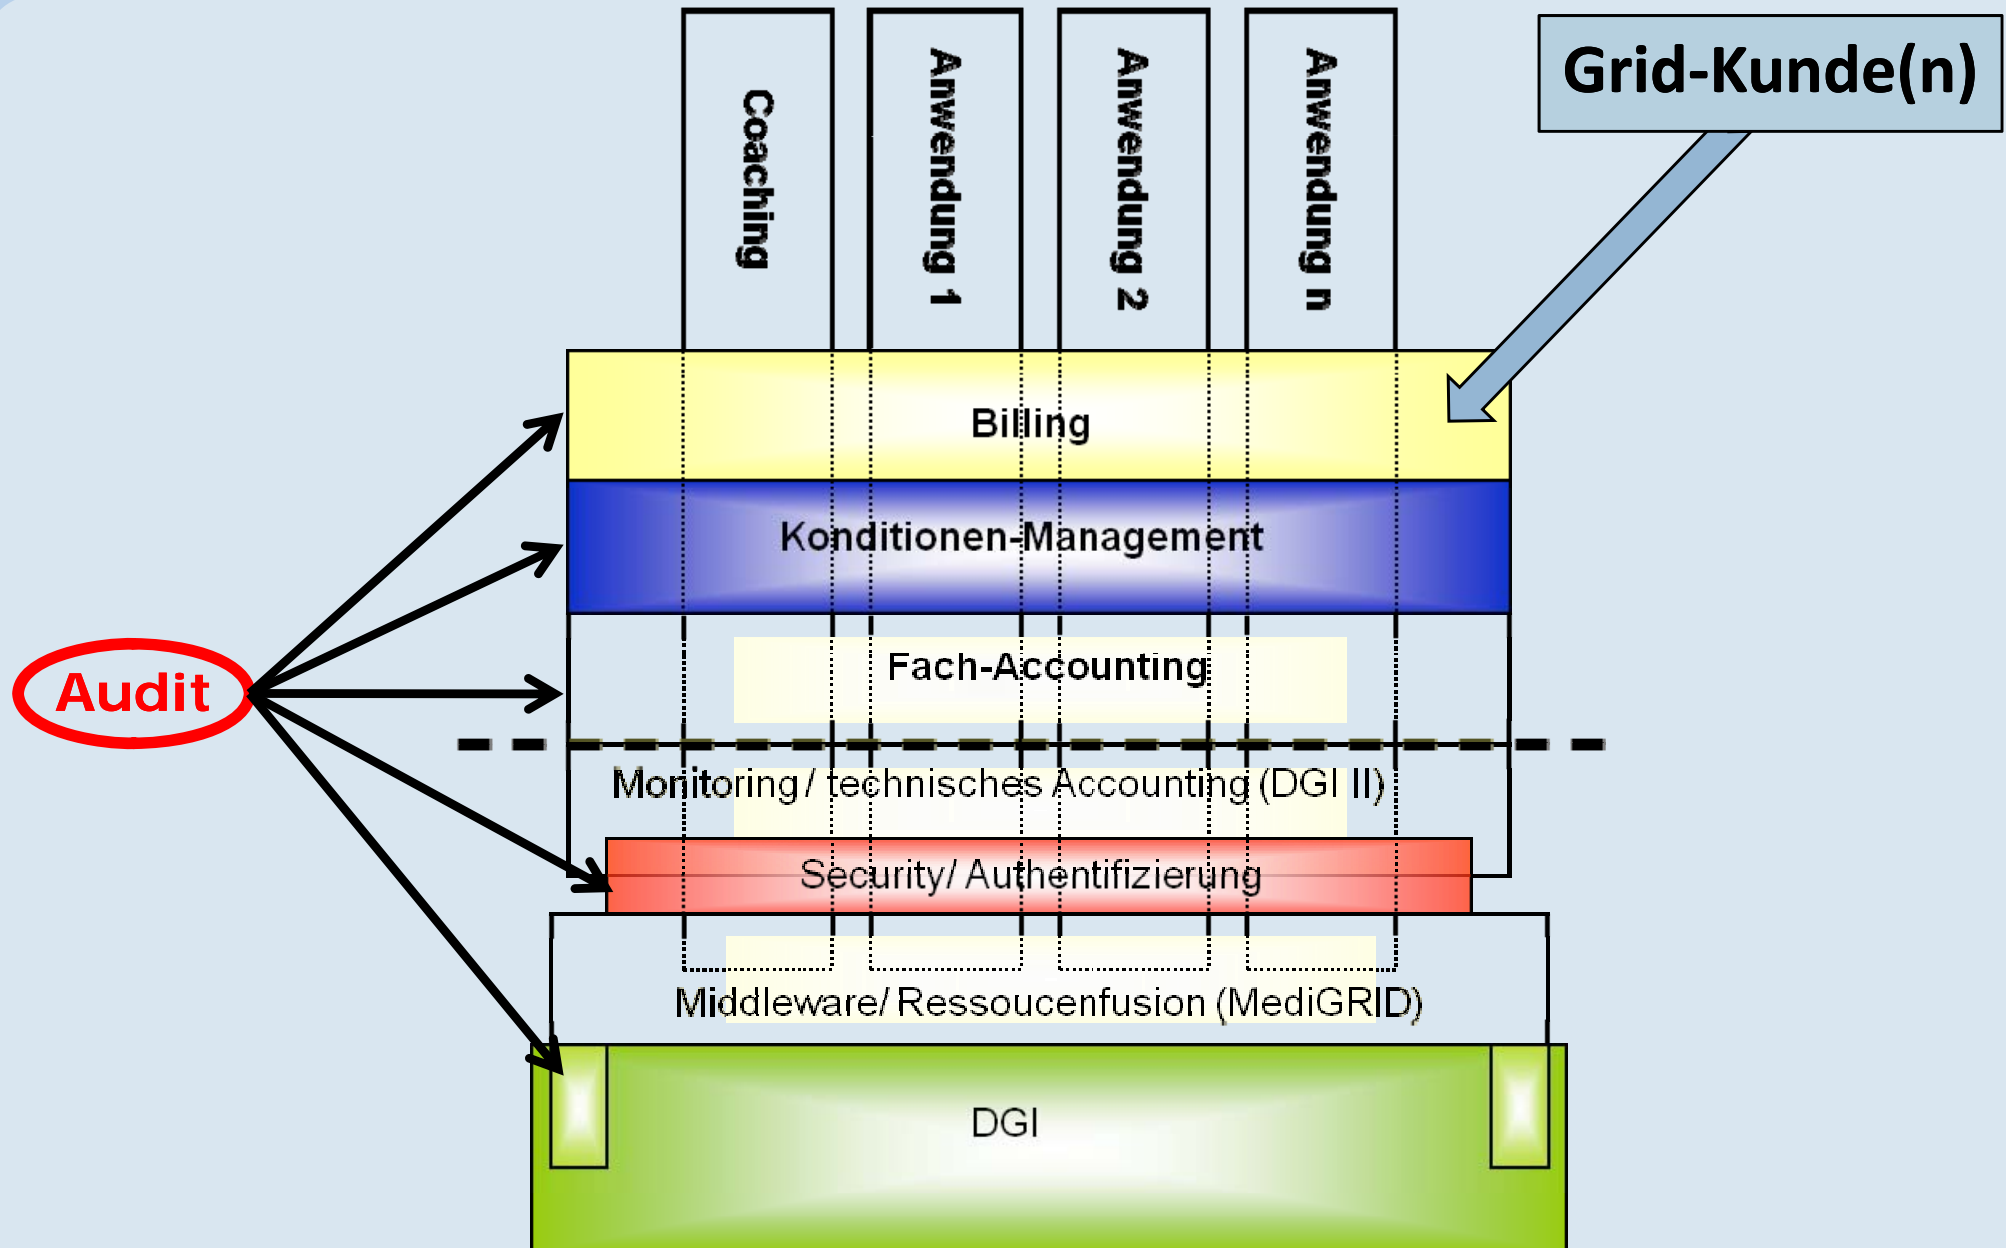 Grid-Kunde(n)
Coaching
Anwendung 1
Anwendung 2
Anwendung n
Billing
Konditionen-Management
Fach-Accounting
Audit
Monitoring/ technisches Accounting (DGI II)
Security/ Authentifizierung
Middleware/ Ressoucenfusion (MediGRID)
DGI